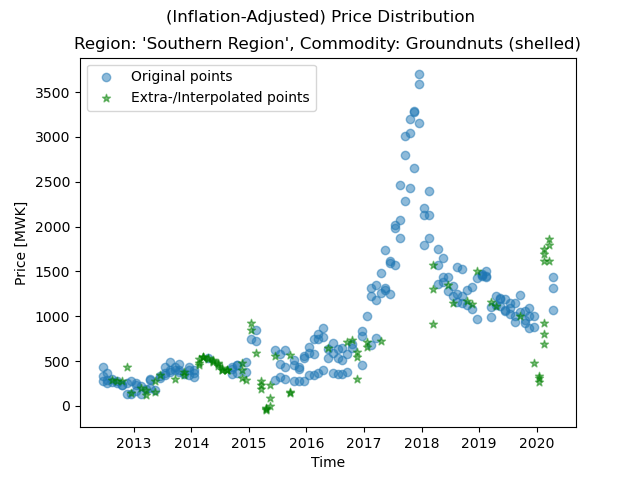 (Inflation-Adjusted) Price Distribution
Region: 'Southern Region', Commodity: Groundnuts (shelled)
Original points
Extra-/Interpolated points
3500
3000
2500
2000
1500
1000
500
0
Price [MWK]
2013 2014 2015 2016 2017 2018 2019 2020
Time